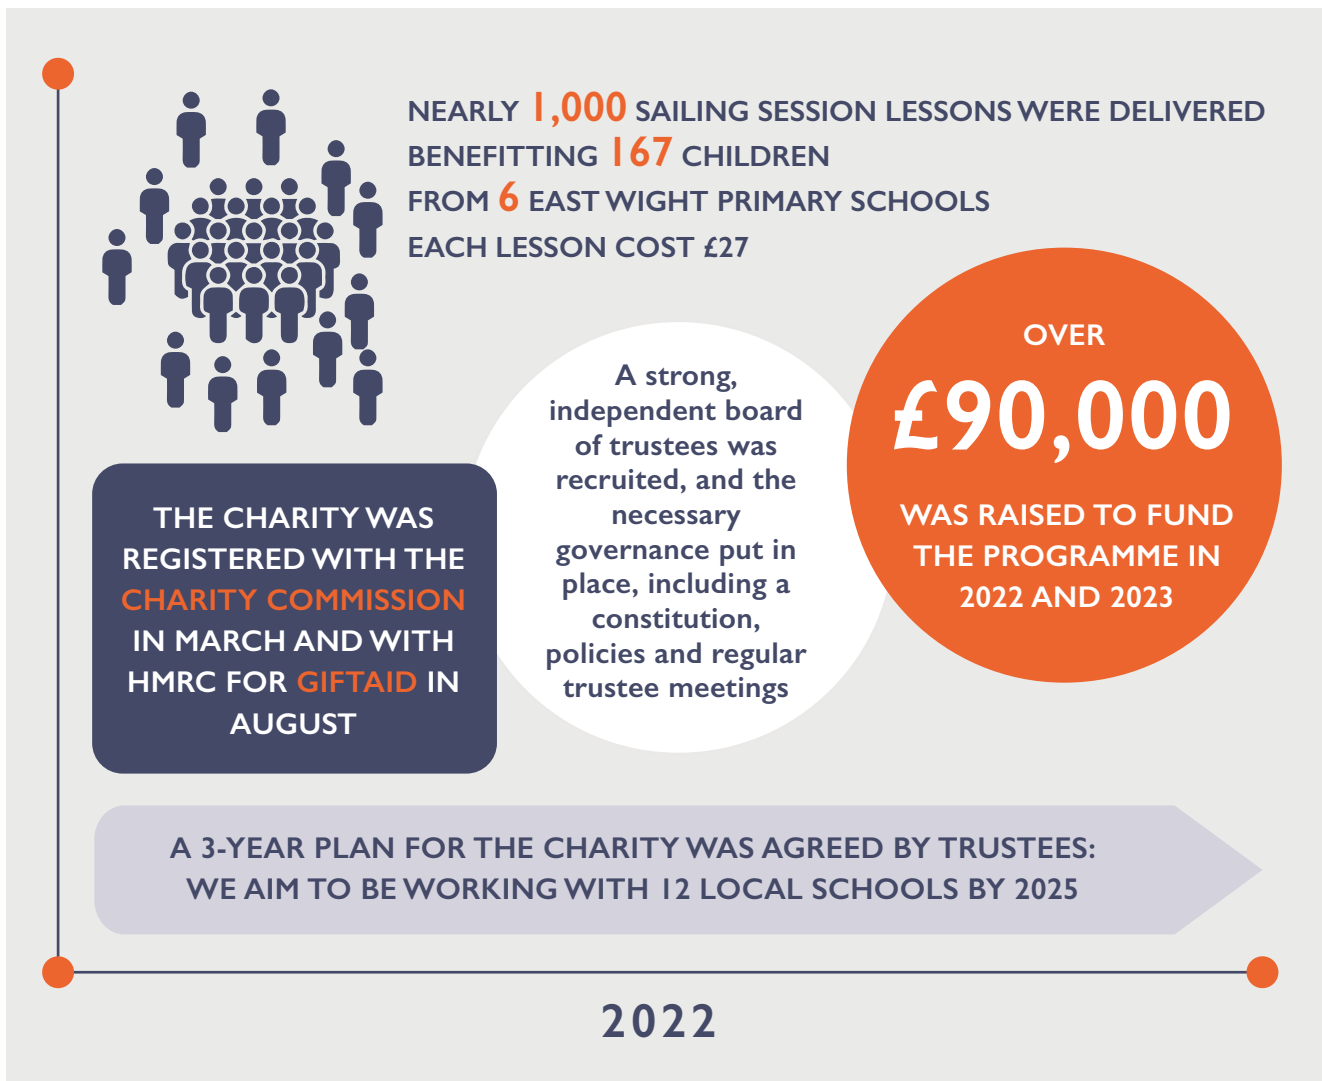 NEARLY 1,000 SAILING SESSION LESSONS WERE DELIVERED
BENEFITTING 167 CHILDREN
FROM 6 EAST WIGHT PRIMARY SCHOOLS
EACH LESSON COST £27
OVER
£90,000
WAS RAISED TO FUND
THE PROGRAMME IN
2022 AND 2023
A strong,
independent board
of trustees was
recruited, and the
necessary
governance put in
place, including a
constitution,
policies and regular
trustee meetings
THE CHARITY WAS
REGISTERED WITH THE
CHARITY COMMISSION
IN MARCH AND WITH
HMRC FOR GIFTAID IN
AUGUST
A 3-YEAR PLAN FOR THE CHARITY WAS AGREED BY TRUSTEES:
WE AIM TO BE WORKING WITH 12 LOCAL SCHOOLS BY 2025
2022